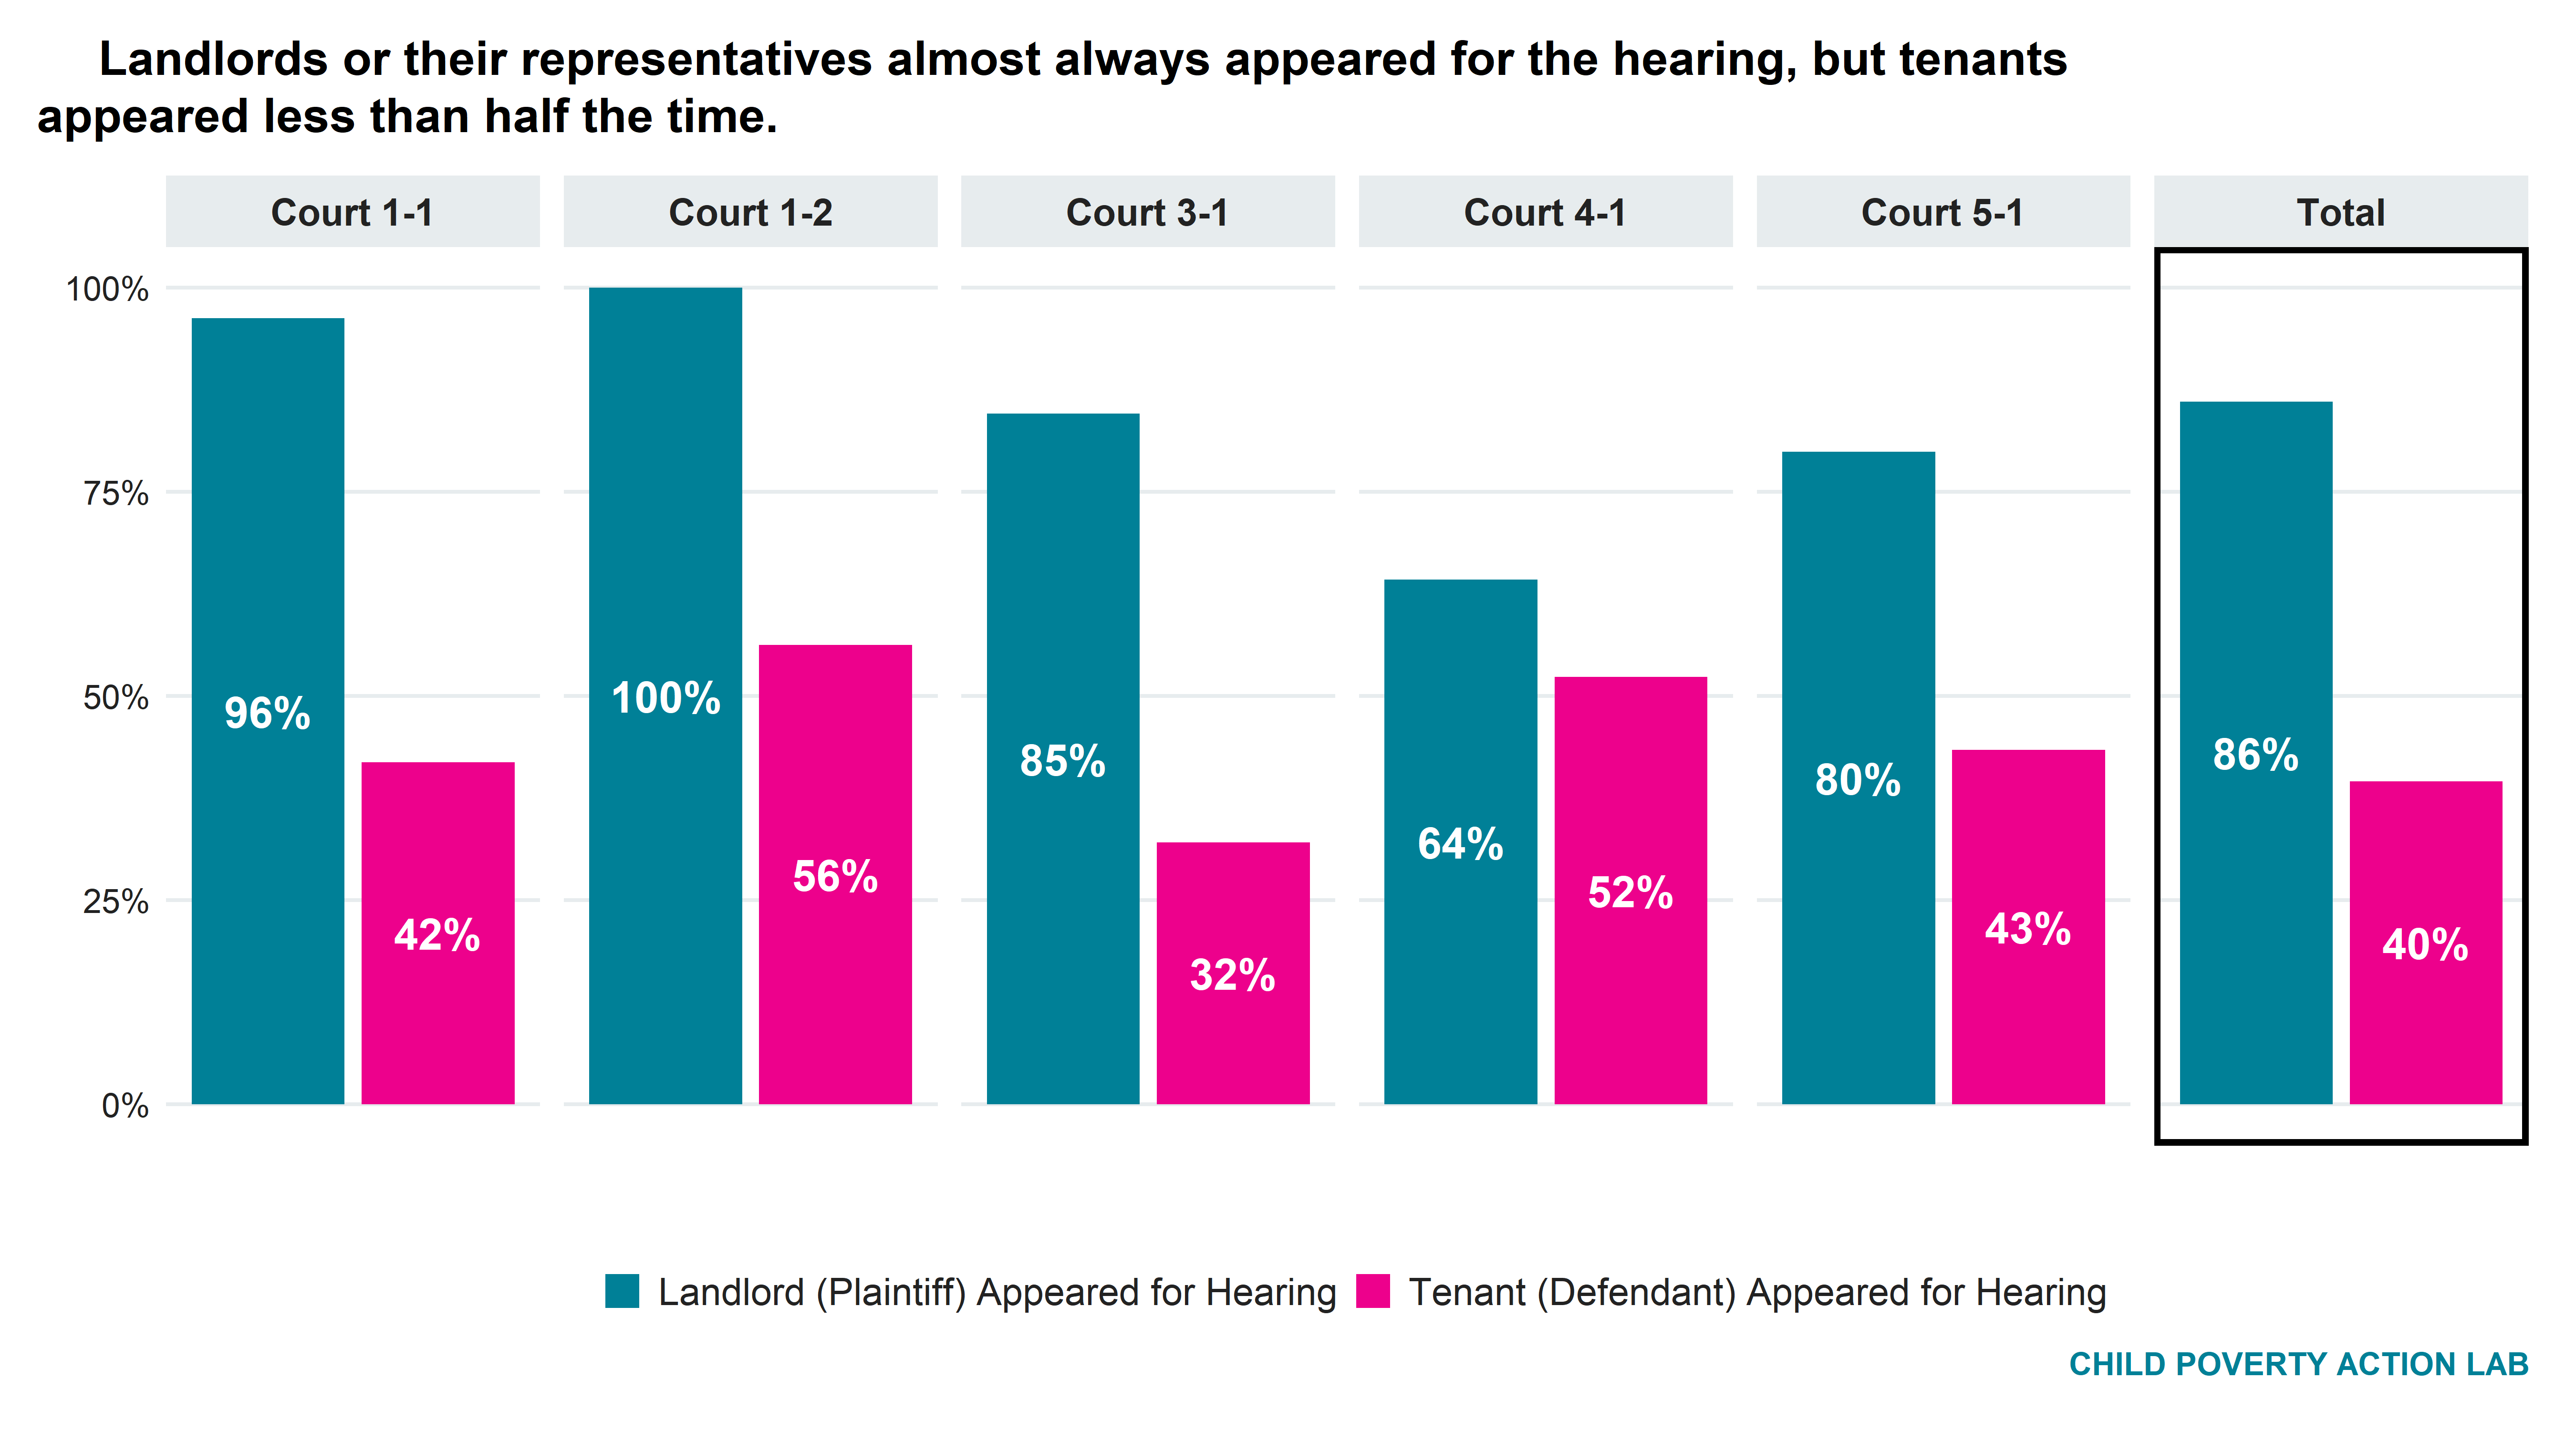 Landlords or their representatives almost always appeared for the hearing, but tenants
appeared less than half the time.
Court 1-1
Court 1-2
Court 3-1
Court 4-1
Court 5-1
Total
100%
75%
50%
25%
0%
96%
42%
100%
56%
85%
32%
64%
52%
80%
43%
86%
40%
Landlord (Plaintiff) Appeared for Hearing
Tenant (Defendant) Appeared for Hearing
CHILD POVERTY ACTION LAB